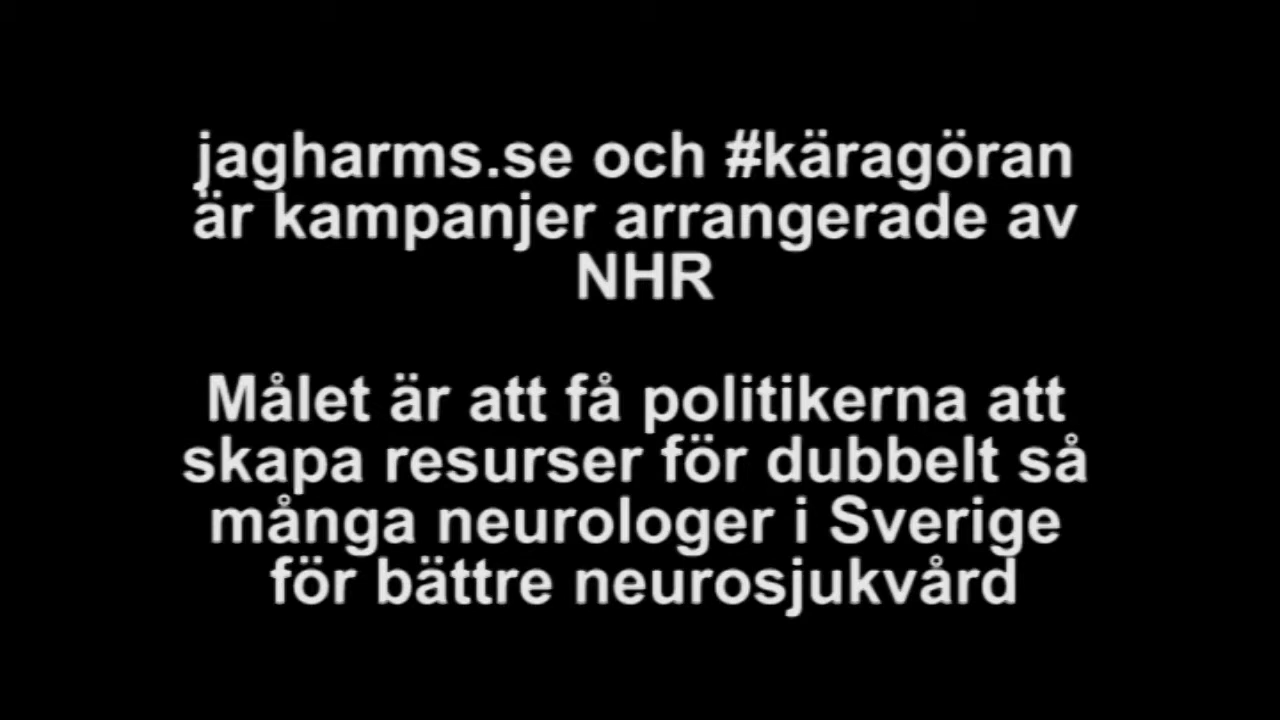 jagharms.se och #käragöran
är kampanjer arrangerade av
NHR
Målet är att få politikerna att
skapa resurser för dubbelt så
många neurologer i Sverige
för bättre neurosjukvård